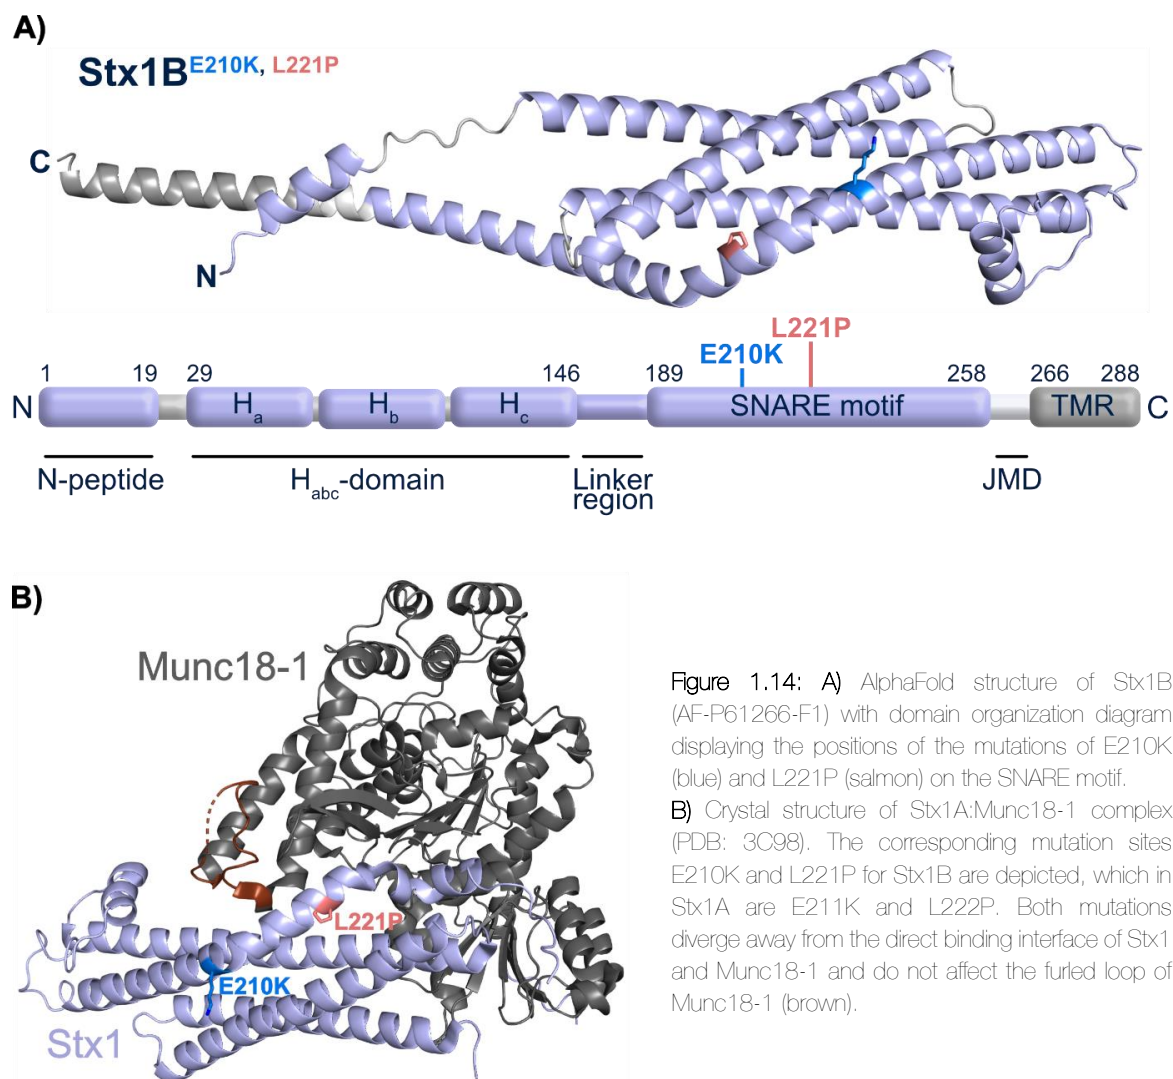 A)
Stx1B E210K, L221P
C
N
L221P
E210K
1 19 29 146 189 258 266 288
N Ha Hb Hc SNARE motif TMR C
N-peptide Habc-domain Linker region JMD
B)
Munc18-1
L221P
E210K
Stx1
Figure 1.14: A) AlphaFold structure of Stx1B
(AF-P61266-F1) with domain organization diagram
displaying the positions of the mutations of E210K
(blue) and L221P (salmon) on the SNARE motif.
B) Crystal structure of Stx1A:Munc18-1 complex
(PDB: 3C98). The corresponding mutation sites
E210K and L221P for Stx1B are depicted, which in
Stx1A are E211K and L222P. Both mutations
diverge away from the direct binding interface of Stx1
and Munc18-1 and do not affect the furled loop of
Munc18-1 (brown).